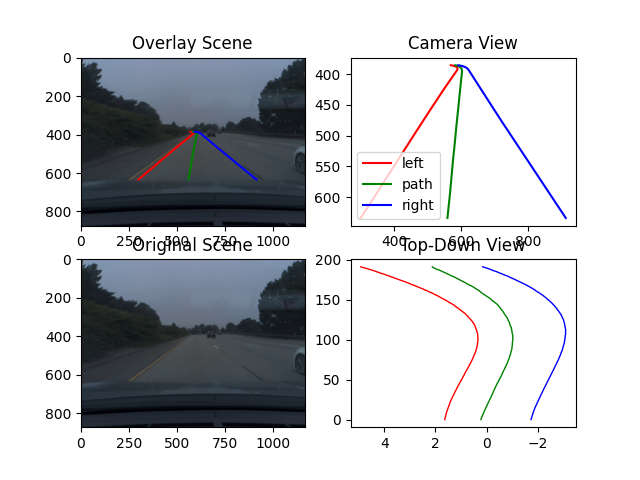 Overlay Scene
0
200
400
600
800
0 250 500 750 1000
Camera View
400
450
500
550
600
left
path
right
400 600 800
Original Scene
0
200
400
600
800
0 250 500 750 1000
Top-Down View
200
150
100
50
0
4 2 0 −2